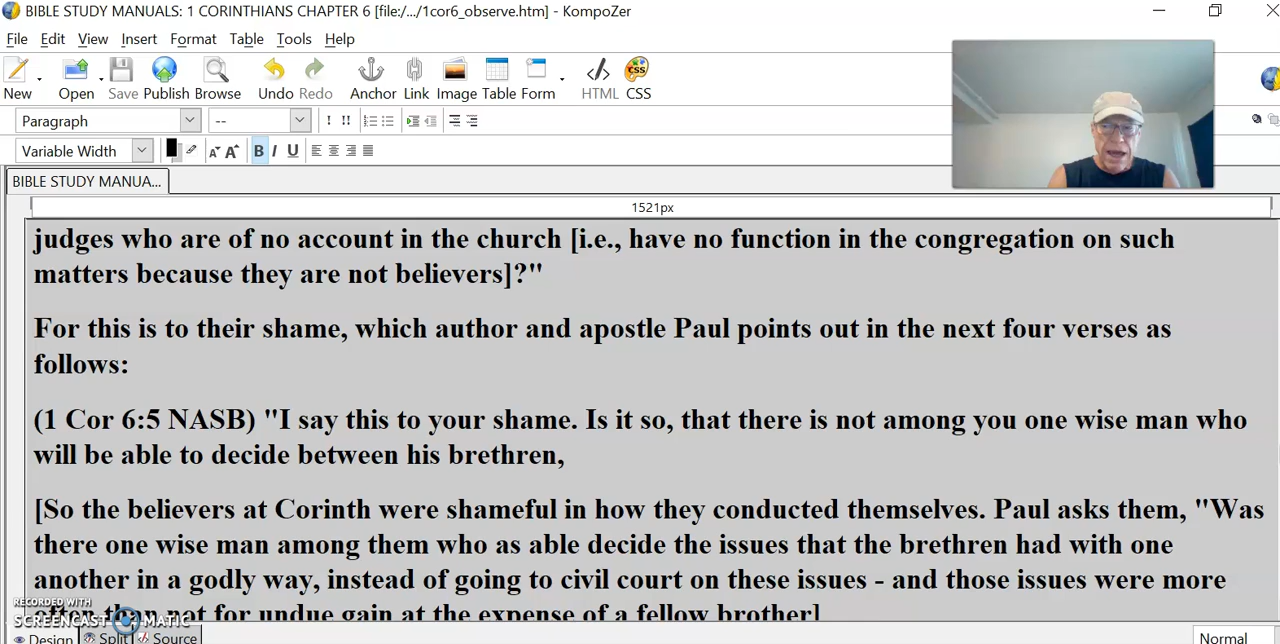 BIBLE STUDY MANUALS: 1 CORINTHIANS CHAPTER 6 [file:/.../1cor6_observe.htm] - KompoZer
File Edit View Insert Format Table Tools Help
New Open Save Publish Browse Undo Redo Anchor Link Image Table Form HTML CSS
Paragraph -- ! !!
Variable Width A A B I U
BIBLE STUDY MANUA...
1521px
judges who are of no account in the church [i.e., have no function in the congregation on such
matters because they are not believers]?"
For this is to their shame, which author and apostle Paul points out in the next four verses as
follows:
(1 Cor 6:5 NASB) "I say this to your shame. Is it so, that there is not among you one wise man who
will be able to decide between his brethren,
[So the believers at Corinth were shameful in how they conducted themselves. Paul asks them, "Was
there one wise man among them who as able decide the issues that the brethren had with one
another in a godly way, instead of going to civil court on these issues - and those issues were more
often than not for undue gain at the expense of a fellow brother]
RECORDED WITH
SCREENCAST MATIC
Design Split Source Normal